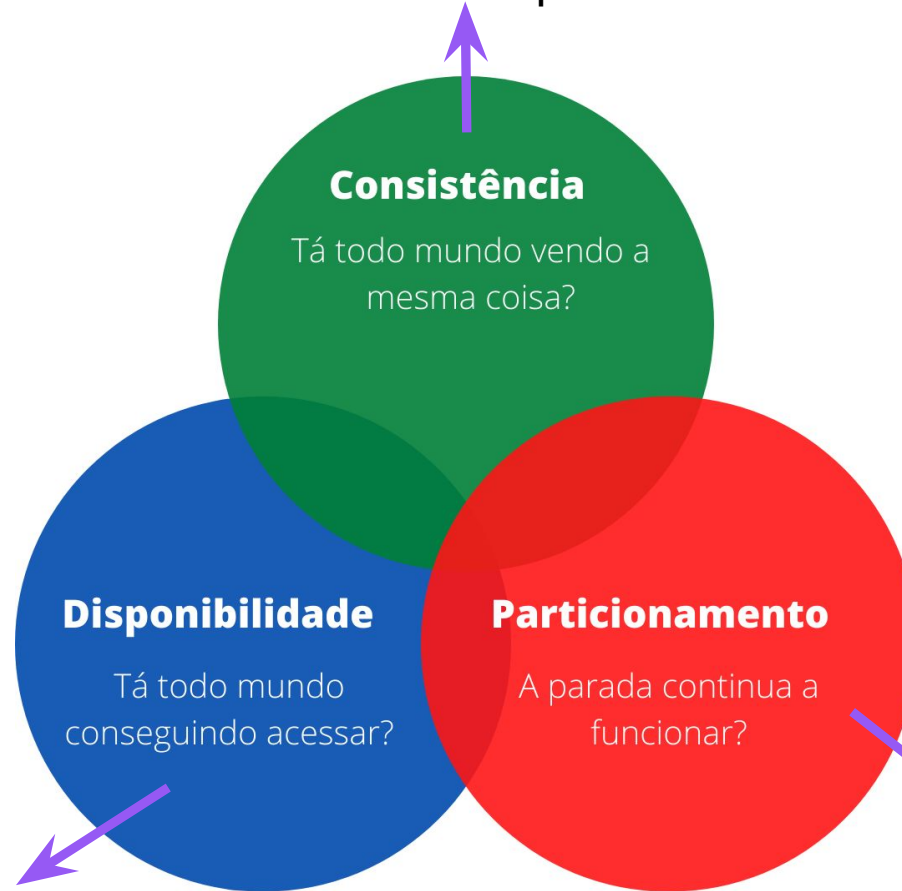 Consistência
Tá todo mundo vendo a
mesma coisa?
Disponibilidade
Tá todo mundo
conseguindo acessar?
Particionamento
A parada continua a
funcionar?